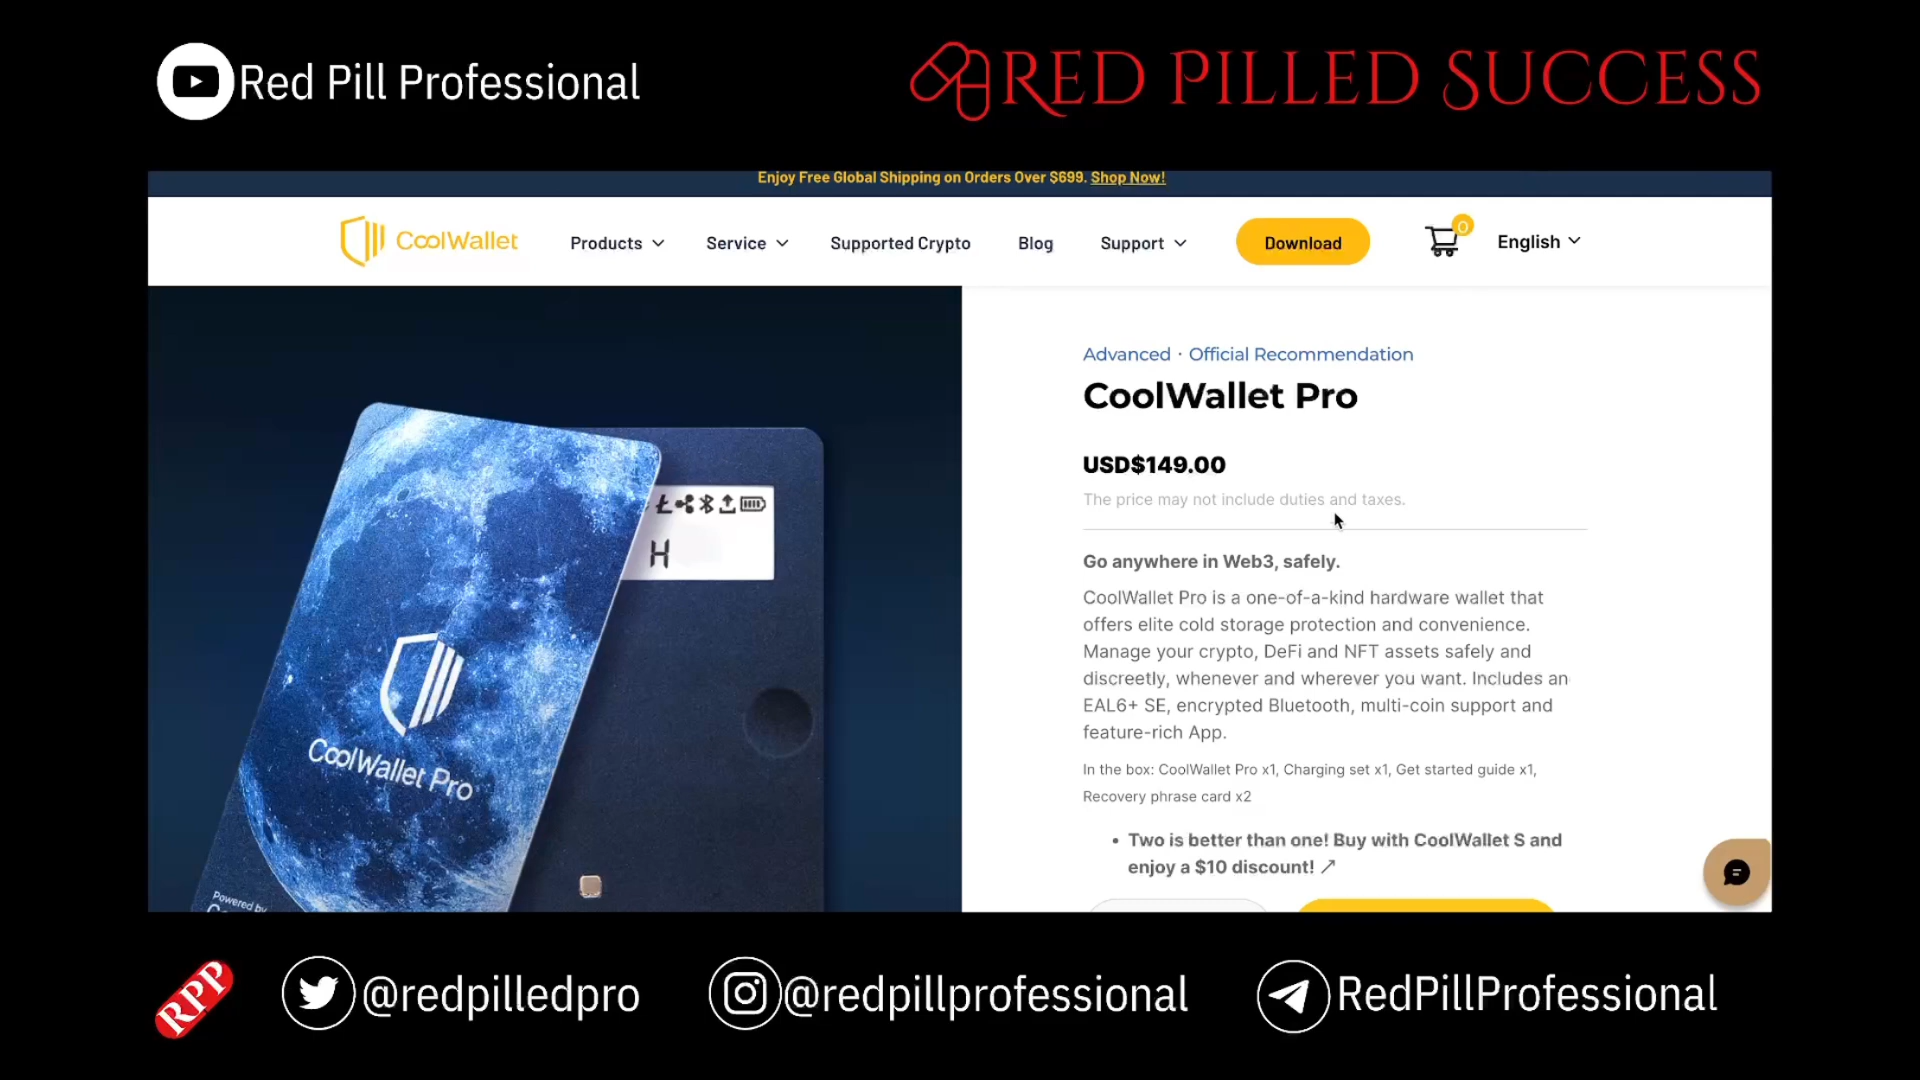 Red Pill Professional
RED PILLED SUCCESS
Enjoy Free Global Shipping on Orders Over $699. Shop Now!
CoolWallet
Products
Service
Supported Crypto
Blog
Support
Download
0
English
Advanced · Official Recommendation
CoolWallet Pro
USD$149.00
The price may not include duties and taxes.
Go anywhere in Web3, safely.
CoolWallet Pro is a one-of-a-kind hardware wallet that
offers elite cold storage protection and convenience.
Manage your crypto, DeFi and NFT assets safely and
discreetly, whenever and wherever you want. Includes an
EAL6+ SE, encrypted Bluetooth, multi-coin support and
feature-rich App.
In the box: CoolWallet Pro x1, Charging set x1, Get started guide x1,
Recovery phrase card x2
• Two is better than one! Buy with CoolWallet S and
enjoy a $10 discount! ↗
H
CoolWallet Pro
Powered by
RPP
@redpilledpro
@redpillprofessional
RedPillProfessional